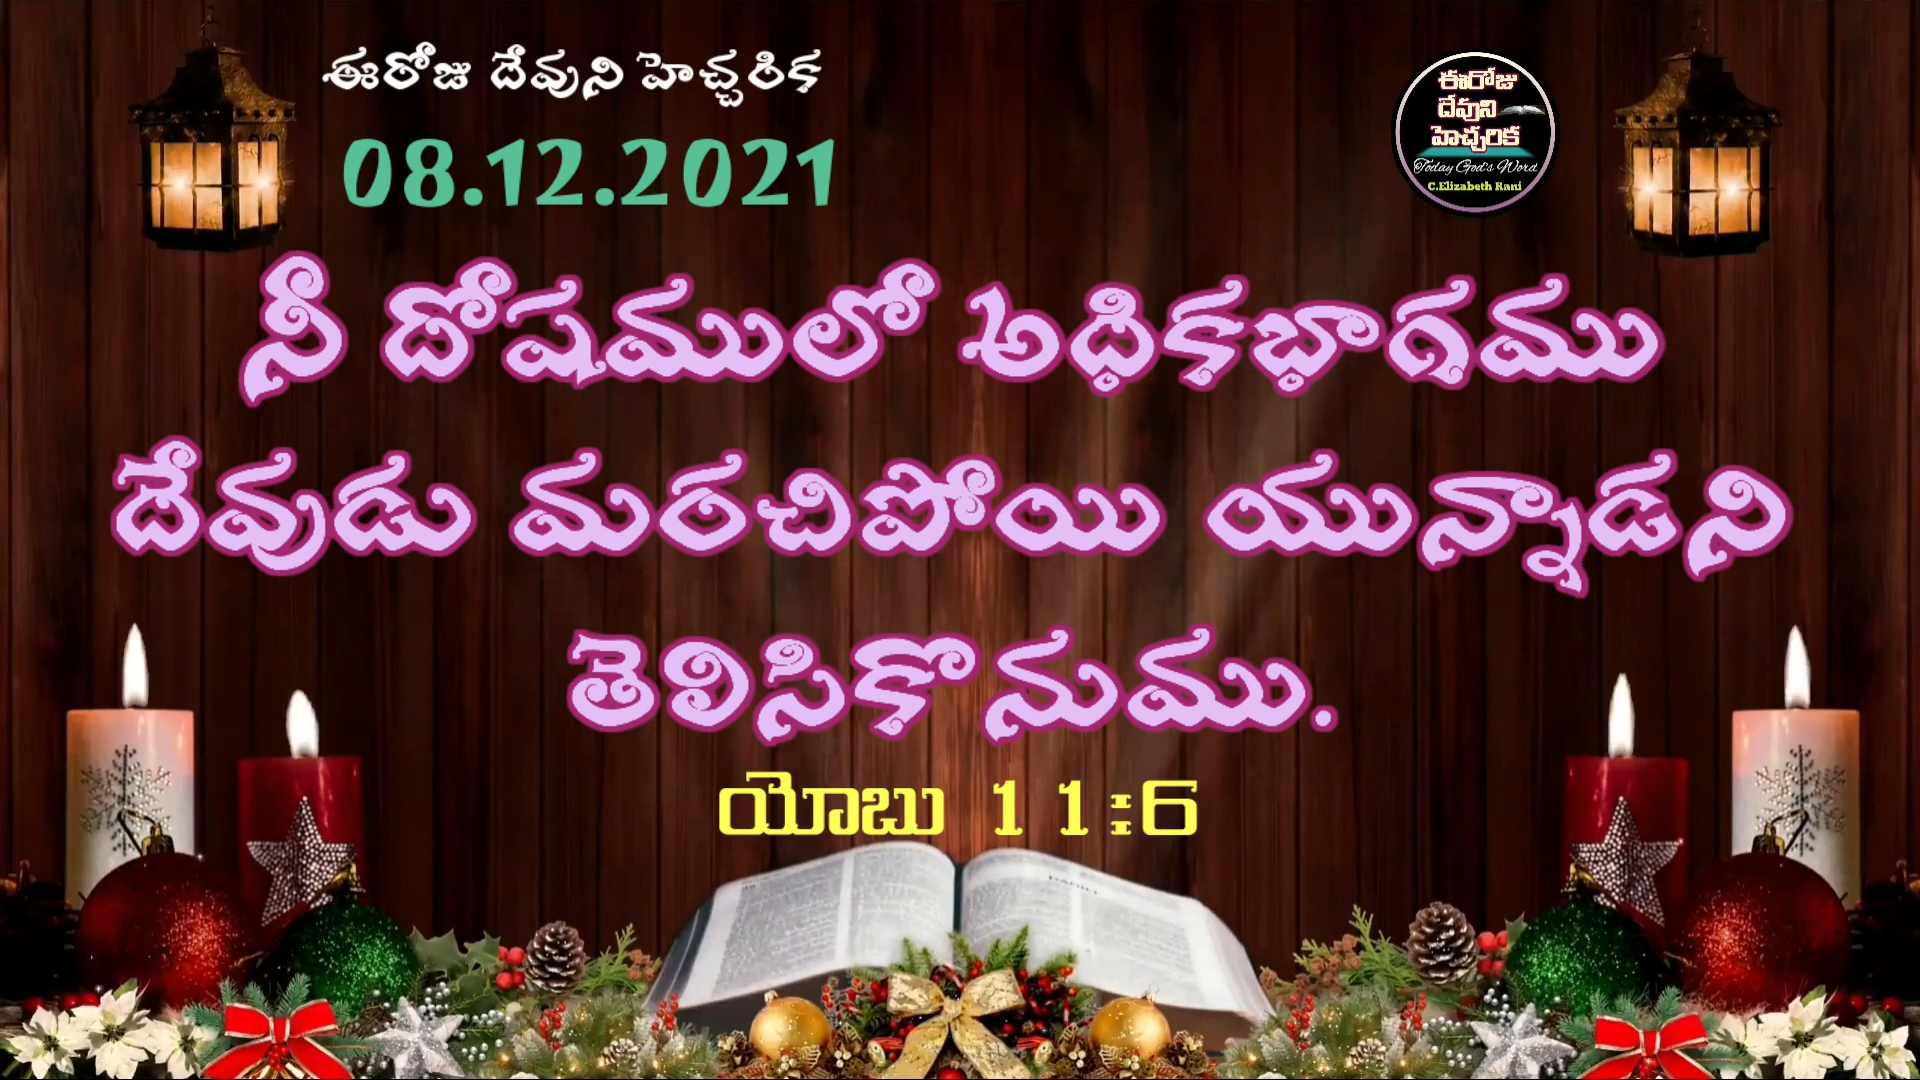 ఈరోజు దేవుని హెచ్చరిక
08.12.2021
ఈరోజు
దేవుని
హెచ్చరిక
Today God's Word
C.Elizabeth Rani
నీ దోషములో అధికభాగము
దేవుడు మరచిపోయి యున్నాడని
తెలిసికొనుము.
యోబు 11:6